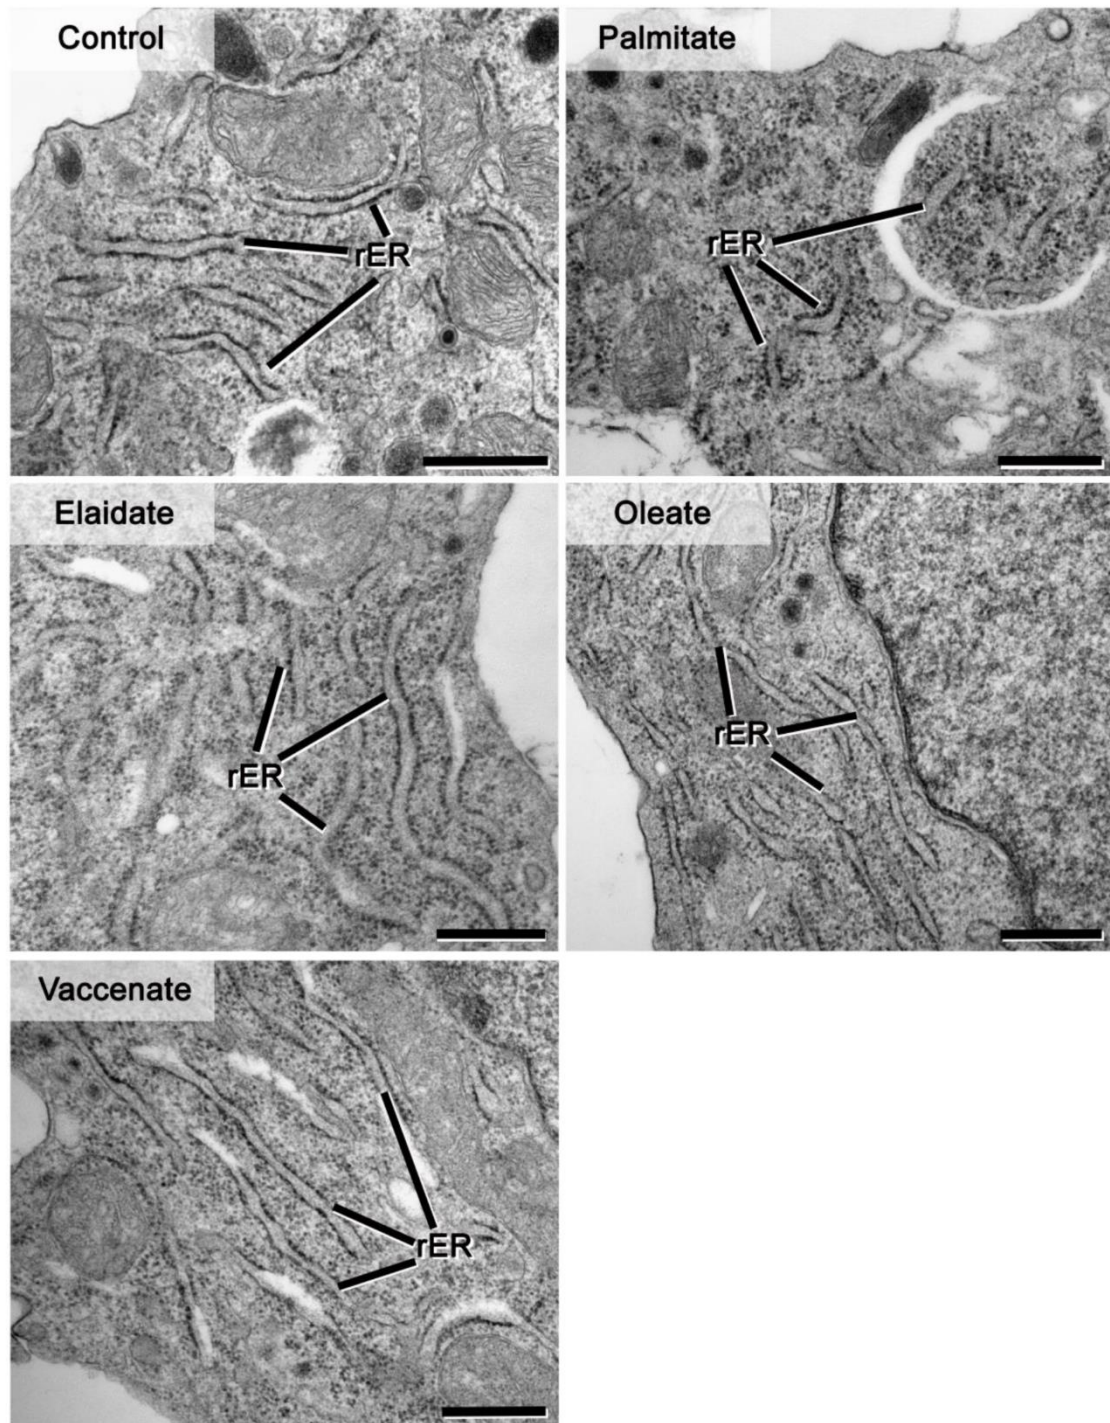 Control
rER
Palmitate
rER
Elaidate
rER
Oleate
rER
Vaccenate
rER